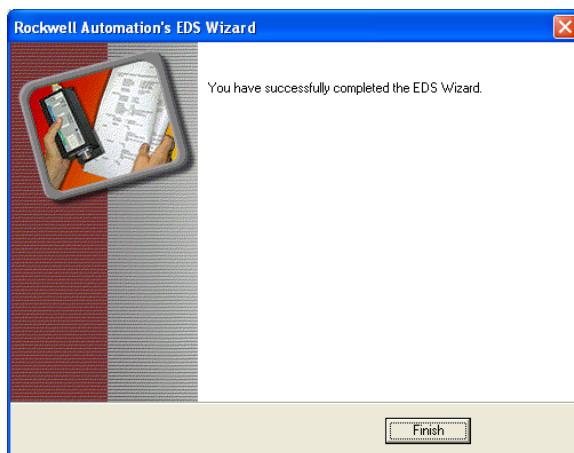 Rockwell Automation's EDS Wizard
You have successfully completed the EDS Wizard.
Finish